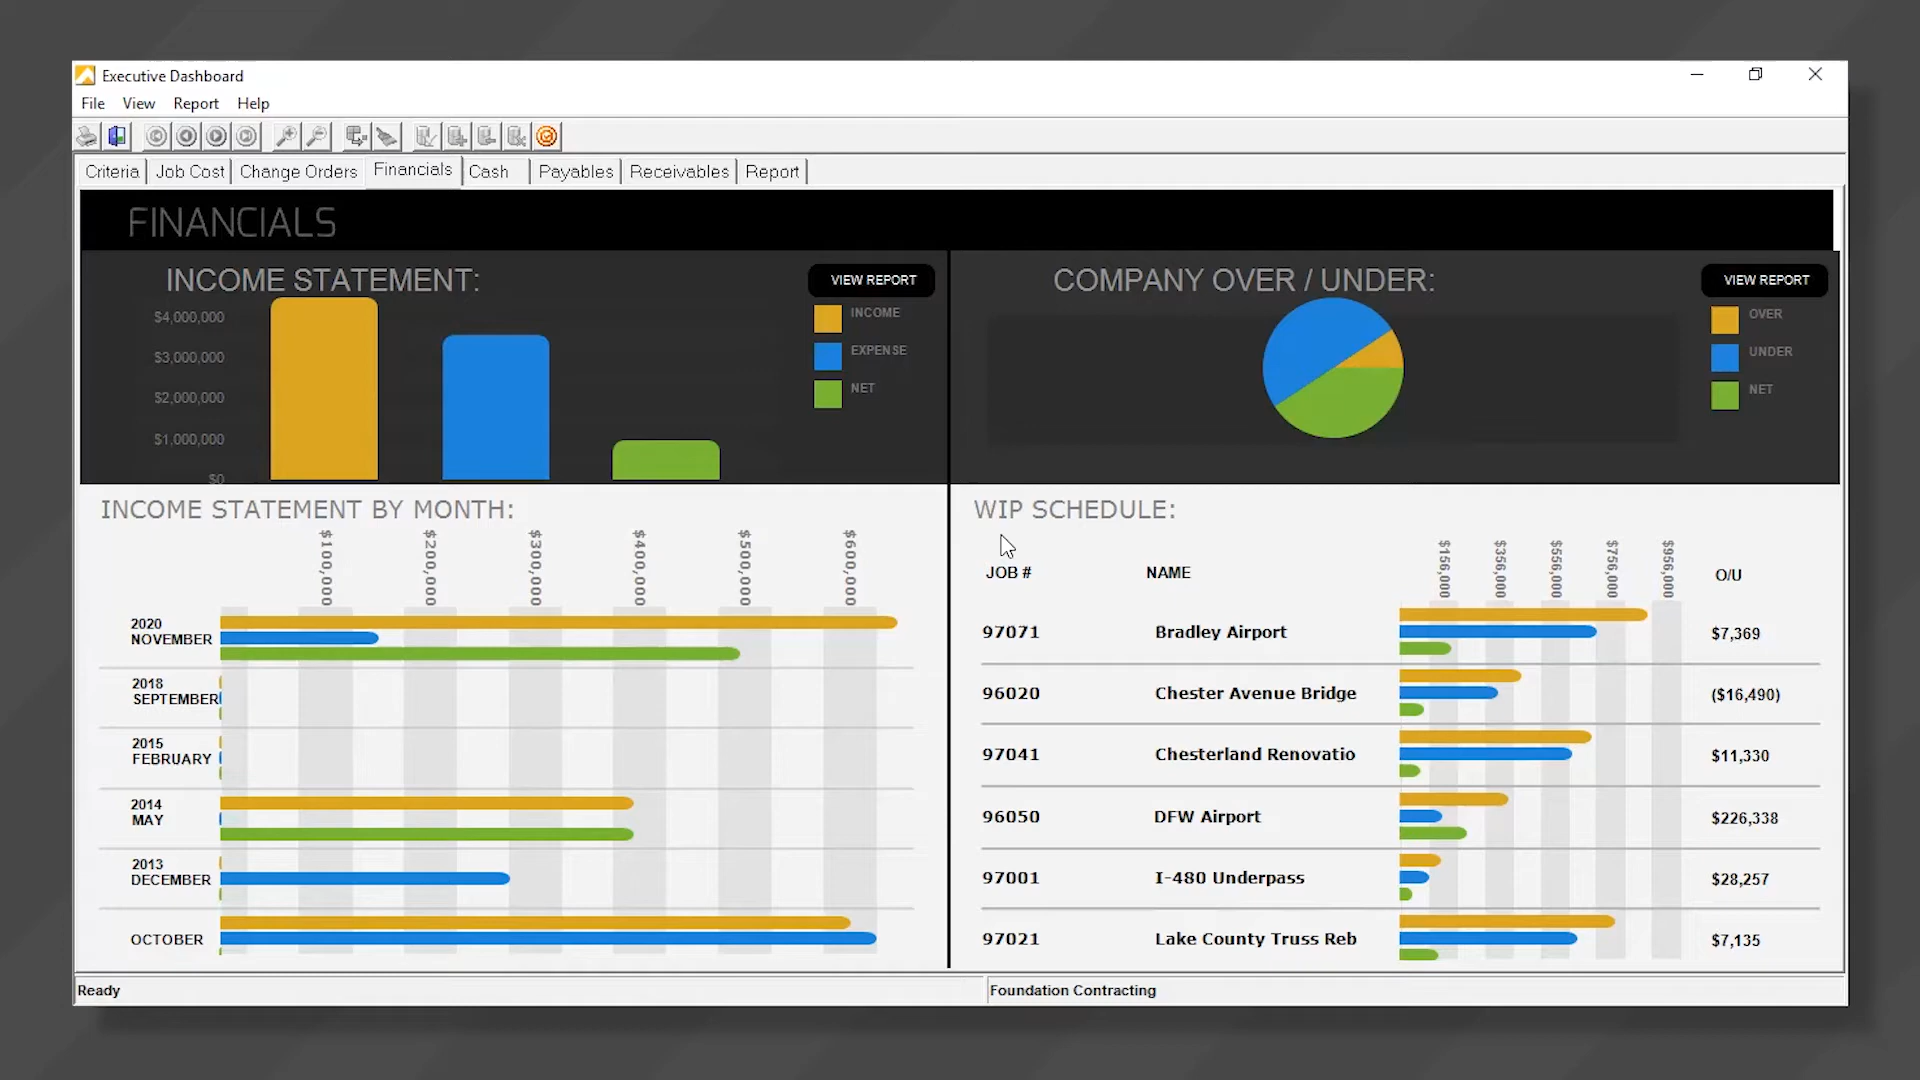 Executive Dashboard
File View Report Help
Criteria Job Cost Change Orders Financials Cash Payables Receivables Report
FINANCIALS
INCOME STATEMENT:
VIEW REPORT
$4,000,000
$3,000,000
$2,000,000
$1,000,000
$0
INCOME
EXPENSE
NET
COMPANY OVER / UNDER:
VIEW REPORT
OVER
UNDER
NET
INCOME STATEMENT BY MONTH:
$100,000 $200,000 $300,000 $400,000 $500,000 $600,000
2020
NOVEMBER
2018
SEPTEMBER
2015
FEBRUARY
2014
MAY
2013
DECEMBER
OCTOBER
WIP SCHEDULE:
JOB # NAME $156,000 $356,000 $556,000 $756,000 $956,000 O/U
97071 Bradley Airport $7,369
96020 Chester Avenue Bridge ($16,490)
97041 Chesterland Renovatio $11,330
96050 DFW Airport $226,338
97001 I-480 Underpass $28,257
97021 Lake County Truss Reb $7,135
Ready
Foundation Contracting